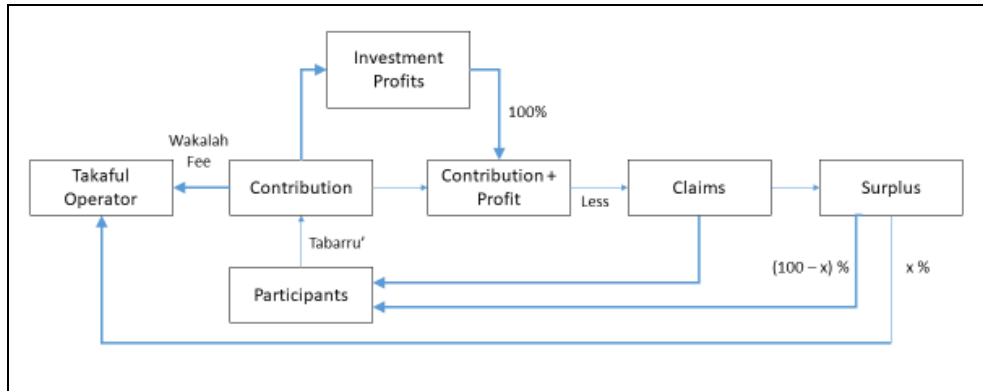 Investment
Profits
100%
Wakalah
Fee
Takaful
Operator
Contribution
Contribution +
Profit
Less
Claims
Surplus
Tabarru’
Participants
(100 – x) %
x %